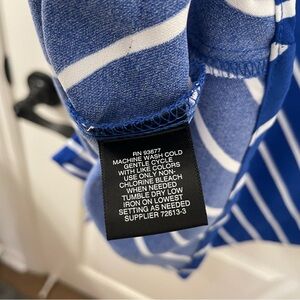 RN 93677
MACHINE WASH COLD
GENTLE CYCLE
WITH LIKE COLORS
USE ONLY NON-
CHLORINE BLEACH
WHEN NEEDED
TUMBLE DRY LOW
IRON ON LOWEST
SETTING AS NEEDED
SUPPLIER 72613-3